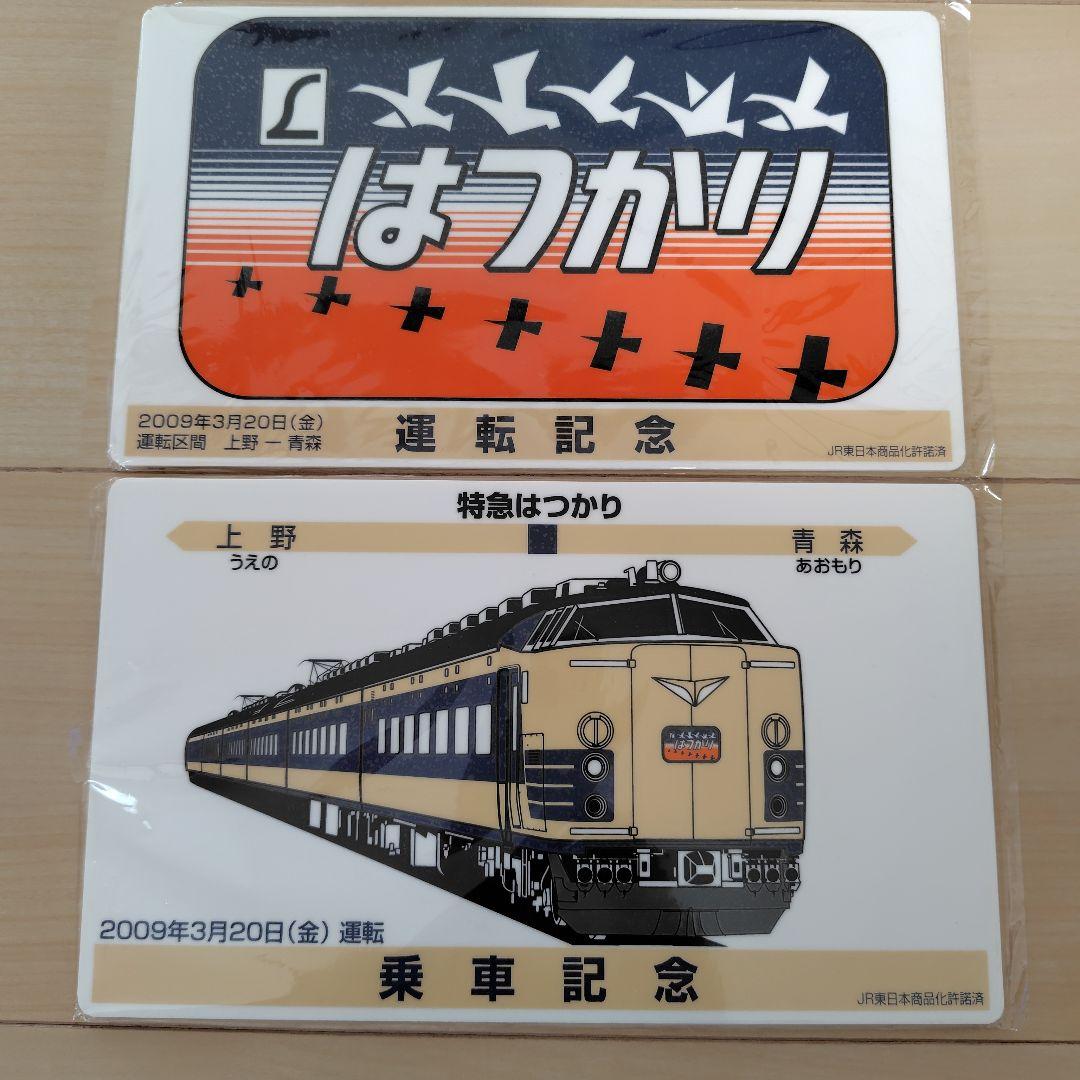 はつかり
2009年3月20日(金)
運転区間 上野ー青森
運転記念
JR東日本商品化許諾済
特急はつかり
上野 青森
うえの あおもり
はつかり
2009年3月20日(金) 運転
乗車記念
JR東日本商品化許諾済